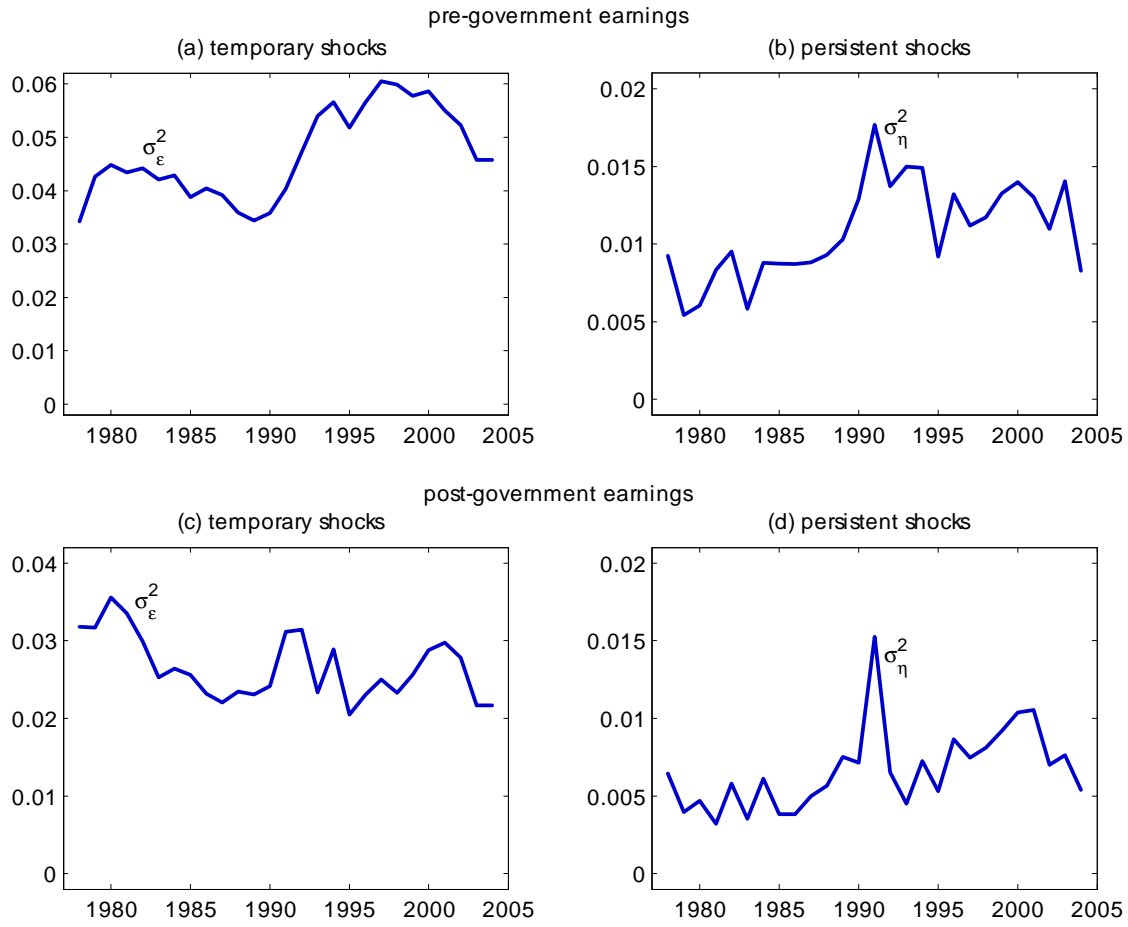 pre-government earnings
(a) temporary shocks
(b) persistent shocks
0.06
0.05
0.04
0.03
0.02
0.01
0
σ²ε
1980 1985 1990 1995 2000 2005
0.02
0.015
0.01
0.005
0
σ²η
1980 1985 1990 1995 2000 2005
post-government earnings
(c) temporary shocks
(d) persistent shocks
0.04
0.03
0.02
0.01
0
σ²ε
1980 1985 1990 1995 2000 2005
0.02
0.015
0.01
0.005
0
σ²η
1980 1985 1990 1995 2000 2005